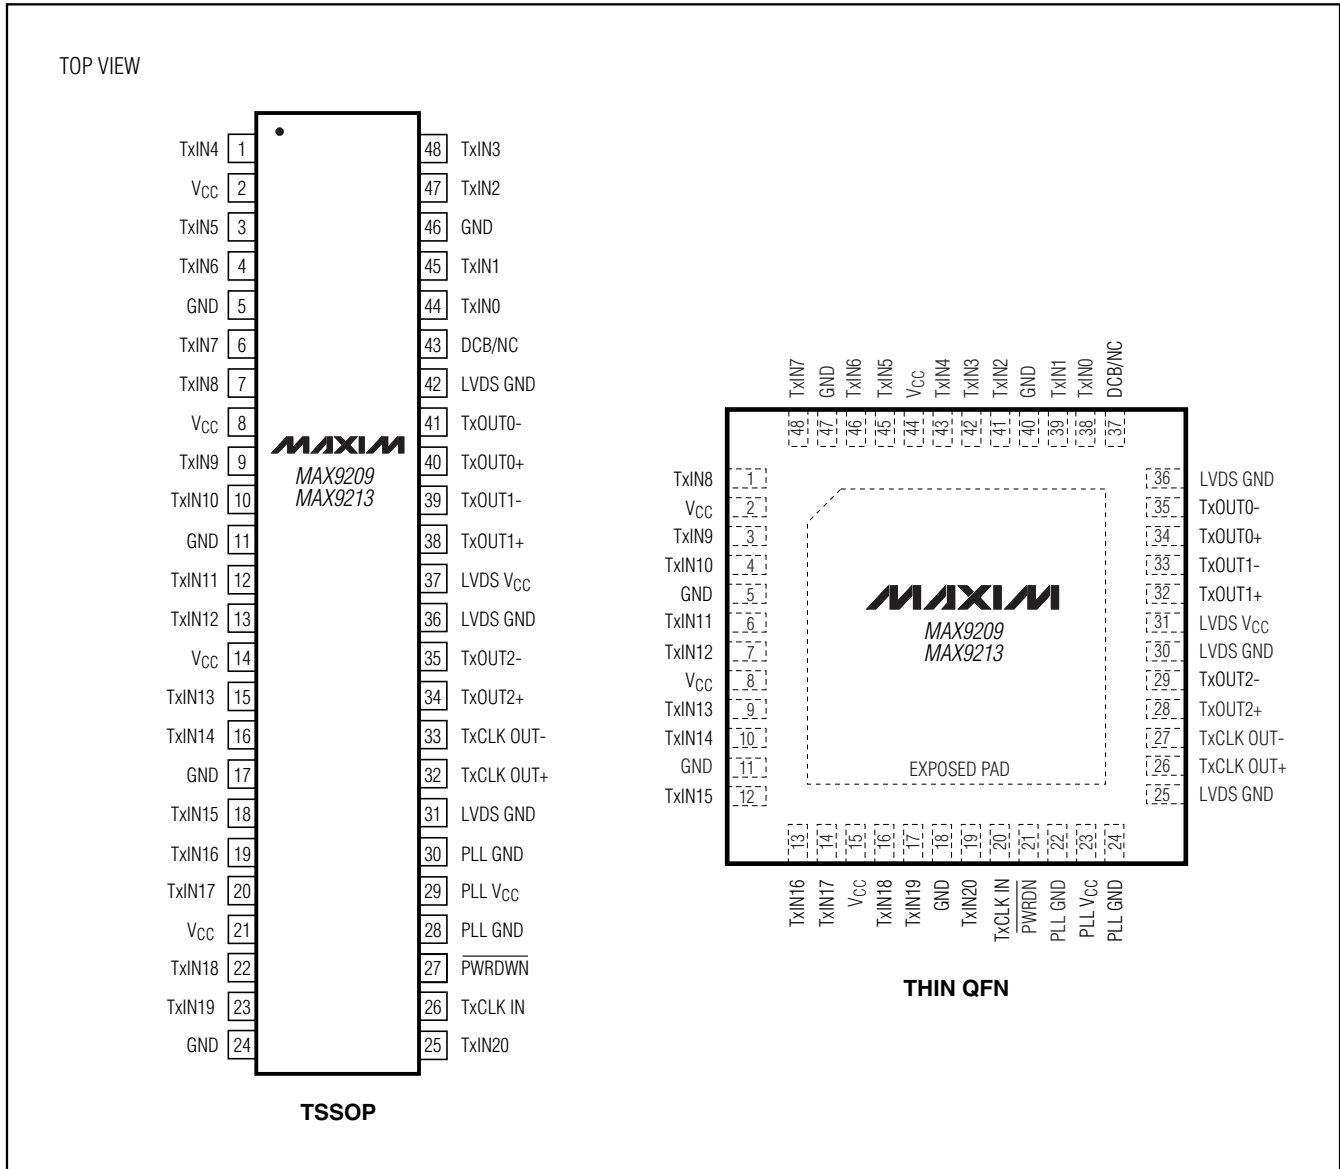 TOP VIEW
TxIN4 1
VCC 2
TxIN5 3
TxIN6 4
GND 5
TxIN7 6
TxIN8 7
VCC 8
TxIN9 9
TxIN10 10
GND 11
TxIN11 12
TxIN12 13
VCC 14
TxIN13 15
TxIN14 16
GND 17
TxIN15 18
TxIN16 19
TxIN17 20
VCC 21
TxIN18 22
TxIN19 23
GND 24
MAXIM
MAX9209
MAX9213
48 TxIN3
47 TxIN2
46 GND
45 TxIN1
44 TxIN0
43 DCB/NC
42 LVDS GND
41 TxOUT0-
40 TxOUT0+
39 TxOUT1-
38 TxOUT1+
37 LVDS VCC
36 LVDS GND
35 TxOUT2-
34 TxOUT2+
33 TxCLK OUT-
32 TxCLK OUT+
31 LVDS GND
30 PLL GND
29 PLL VCC
28 PLL GND
27 PWRDWN
26 TxCLK IN
25 TxIN20
TSSOP
TxIN7 48
GND 47
TxIN6 46
TxIN5 45
VCC 44
TxIN4 43
TxIN3 42
TxIN2 41
GND 40
TxIN1 39
TxIN0 38
DCB/NC 37
TxIN8 1
VCC 2
TxIN9 3
TxIN10 4
GND 5
TxIN11 6
TxIN12 7
VCC 8
TxIN13 9
TxIN14 10
GND 11
TxIN15 12
MAXIM
MAX9209
MAX9213
EXPOSED PAD
36 LVDS GND
35 TxOUT0-
34 TxOUT0+
33 TxOUT1-
32 TxOUT1+
31 LVDS VCC
30 LVDS GND
29 TxOUT2-
28 TxOUT2+
27 TxCLK OUT-
26 TxCLK OUT+
25 LVDS GND
TxIN16 13
TxIN17 14
VCC 15
TxIN18 16
TxIN19 17
GND 18
TxIN20 19
TxCLK IN 20
PWRDN 21
PLL GND 22
PLL VCC 23
PLL GND 24
THIN QFN